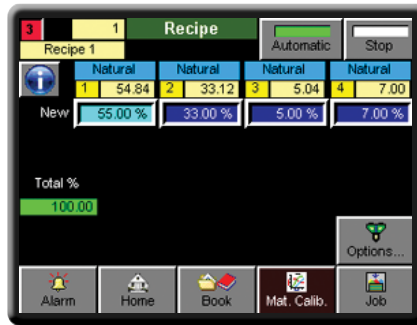 3 1 Recipe
Recipe 1 Automatic Stop
Natural Natural Natural Natural
1 54.84 2 33.12 3 5.04 4 7.00
New 55.00 % 33.00 % 5.00 % 7.00 %
Total %
100.00
Options...
Alarm Home Book Mat. Calib. Job